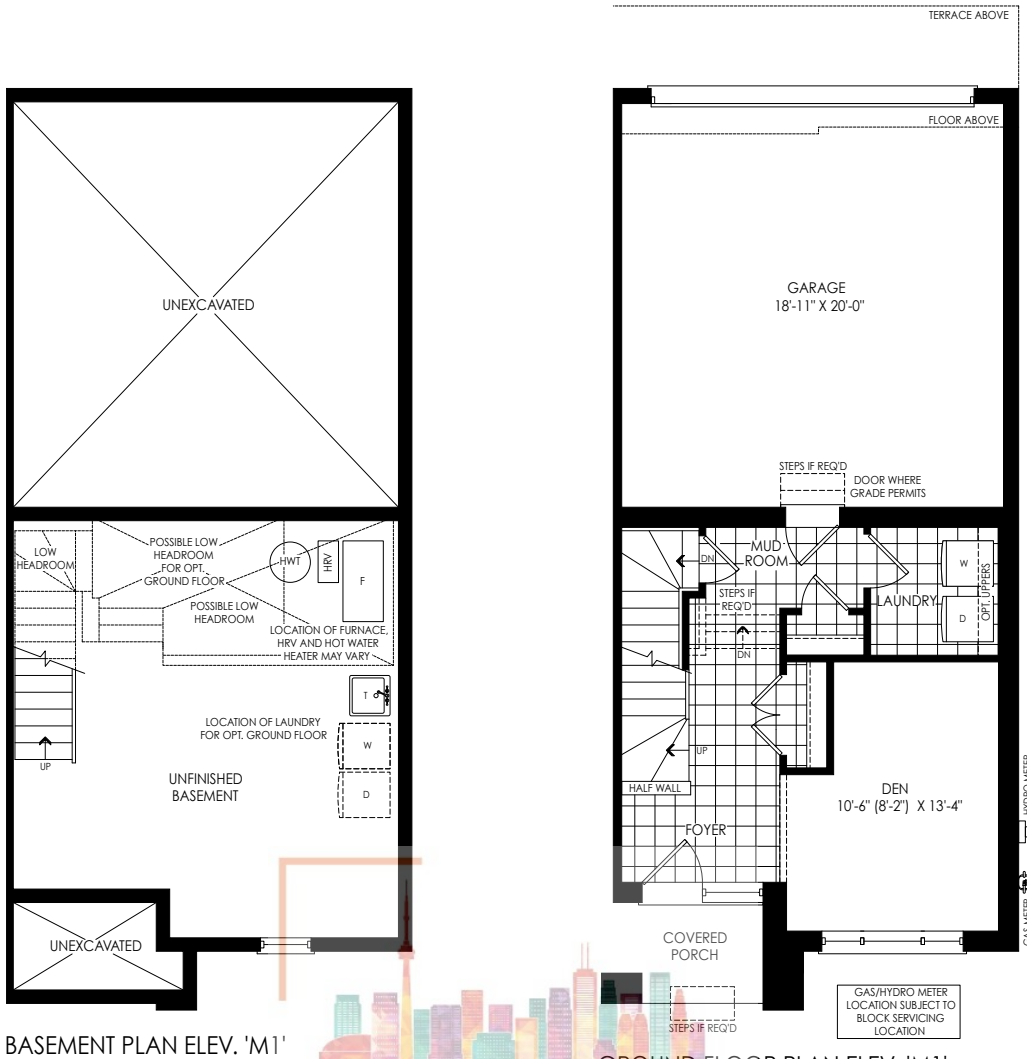 UNEXCAVATED
LOW
HEADROOM
POSSIBLE LOW
HEADROOM
FOR OPT.
GROUND FLOOR
HWT
HRV
F
POSSIBLE LOW
HEADROOM
LOCATION OF FURNACE,
HRV AND HOT WATER
HEATER MAY VARY
T
LOCATION OF LAUNDRY
FOR OPT. GROUND FLOOR
W
UP
UNFINISHED
BASEMENT
D
UNEXCAVATED
BASEMENT PLAN ELEV. 'M1'
TERRACE ABOVE
FLOOR ABOVE
GARAGE
18'-11" X 20'-0"
STEPS IF REQ'D
DOOR WHERE
GRADE PERMITS
DN
MUD
ROOM
W
STEPS IF
REQ'D
LAUNDRY
D
OPT. UPPERS
DN
UP
HALF WALL
DEN
10'-6" (8'-2") X 13'-4"
FOYER
HYDRO METER
GAS METER
COVERED
PORCH
STEPS IF REQ'D
GAS/HYDRO METER
LOCATION SUBJECT TO
BLOCK SERVICING
LOCATION
GROUND FLOOR PLAN ELEV. 'M1'